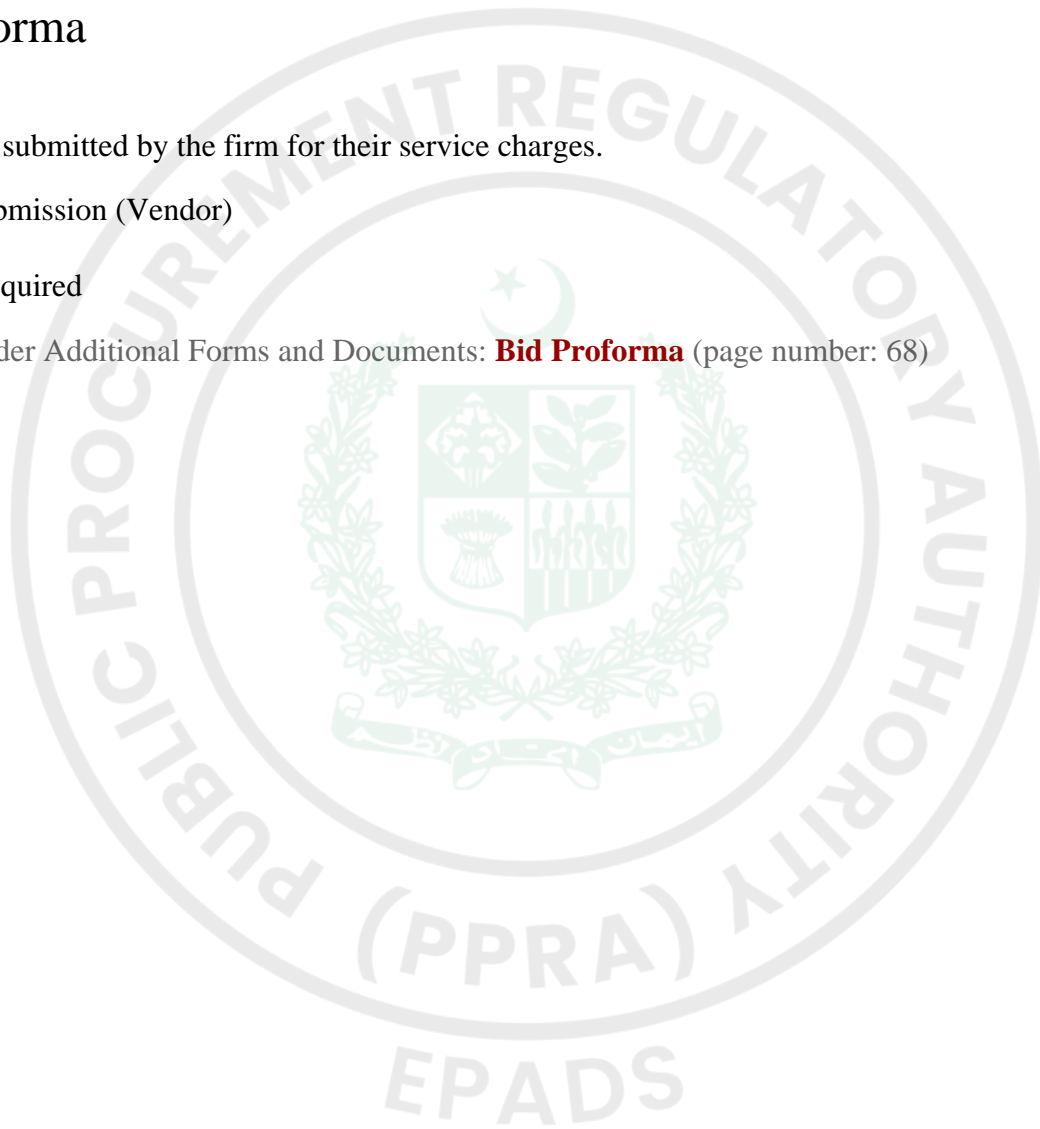 orma
submitted by the firm for their service charges.
bmission (Vendor)
quired
der Additional Forms and Documents: Bid Proforma (page number: 68)
PUBLIC PROCUREMENT REGULATORY AUTHORITY
(PPRA)
EPADS